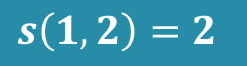 s(1, 2) = 2